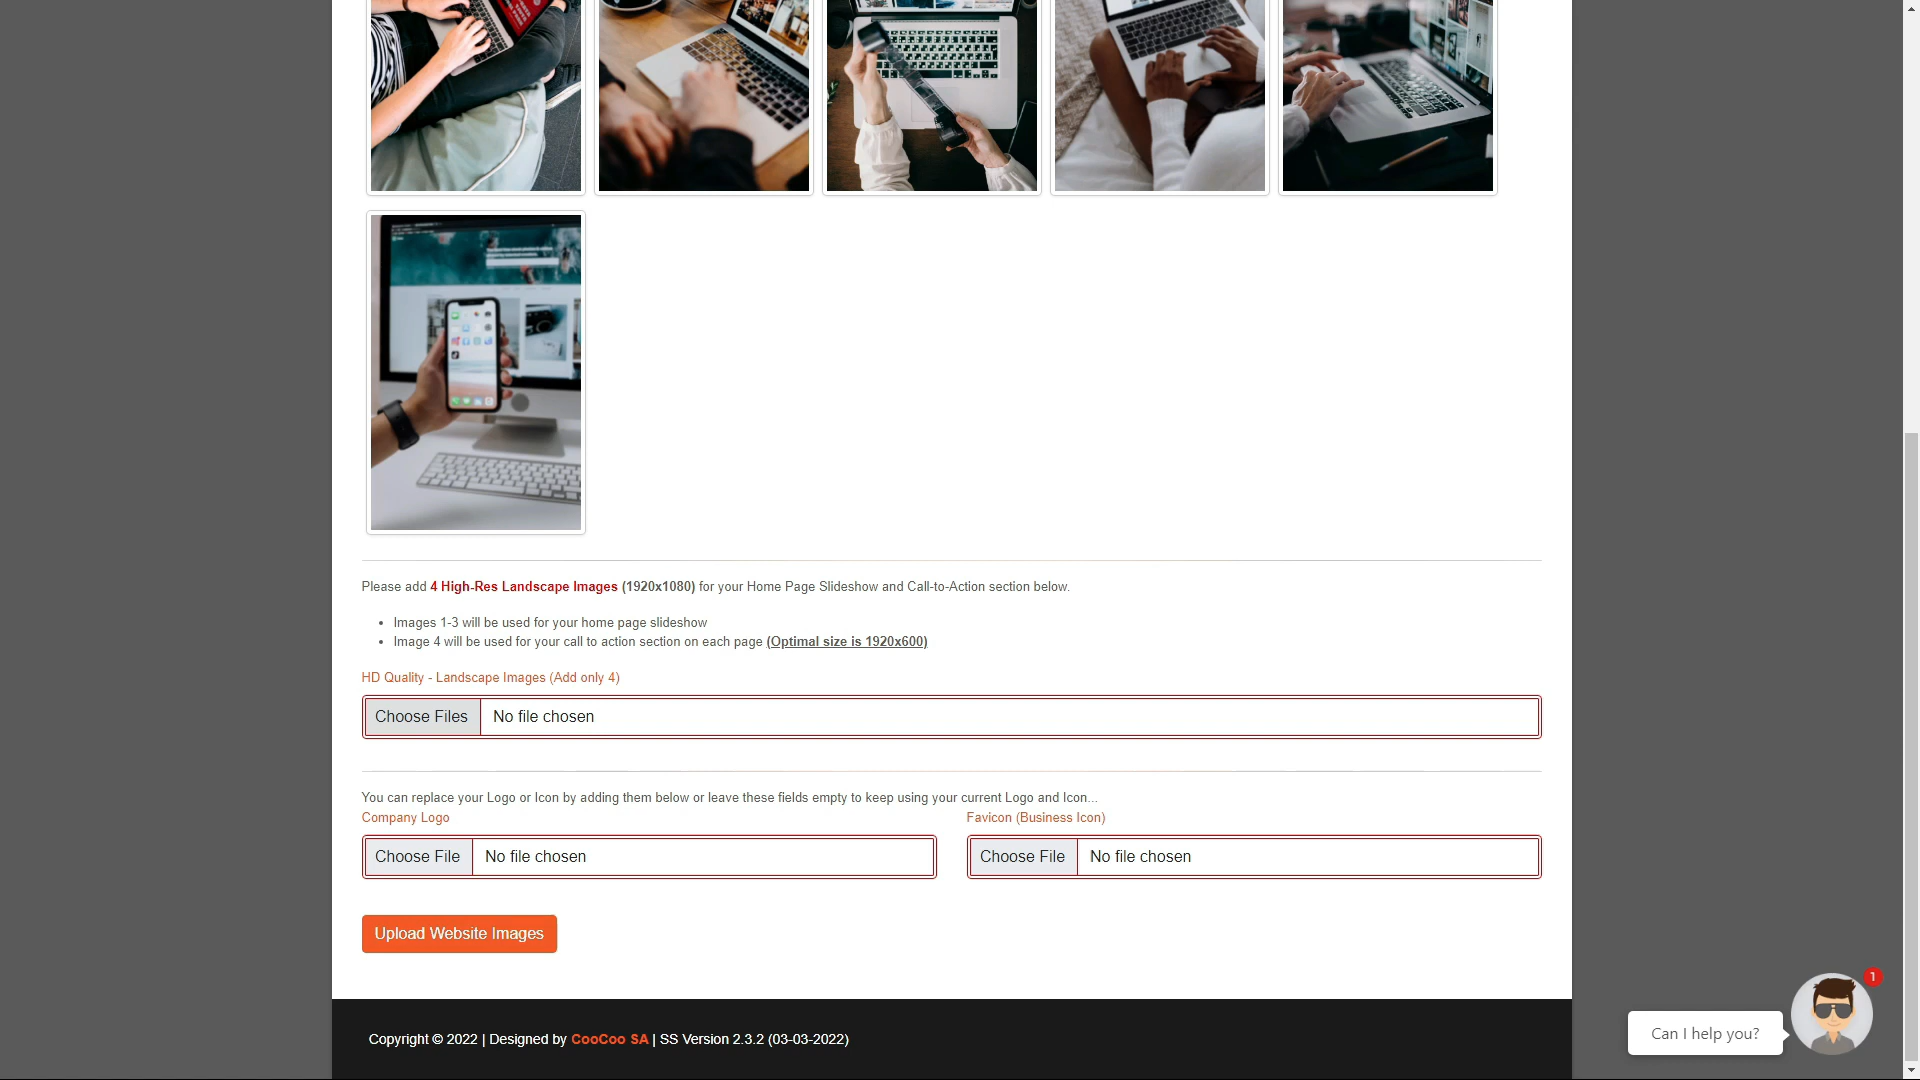 Please add 4 High-Res Landscape Images (1920x1080) for your Home Page Slideshow and Call-to-Action section below.
Images 1-3 will be used for your home page slideshow
Image 4 will be used for your call to action section on each page (Optimal size is 1920x600)
HD Quality - Landscape Images (Add only 4)
Choose Files No file chosen
You can replace your Logo or Icon by adding them below or leave these fields empty to keep using your current Logo and Icon...
Company Logo
Choose File No file chosen
Favicon (Business Icon)
Choose File No file chosen
Upload Website Images
Copyright © 2022 | Designed by CooCoo SA | SS Version 2.3.2 (03-03-2022)
Can I help you?
1